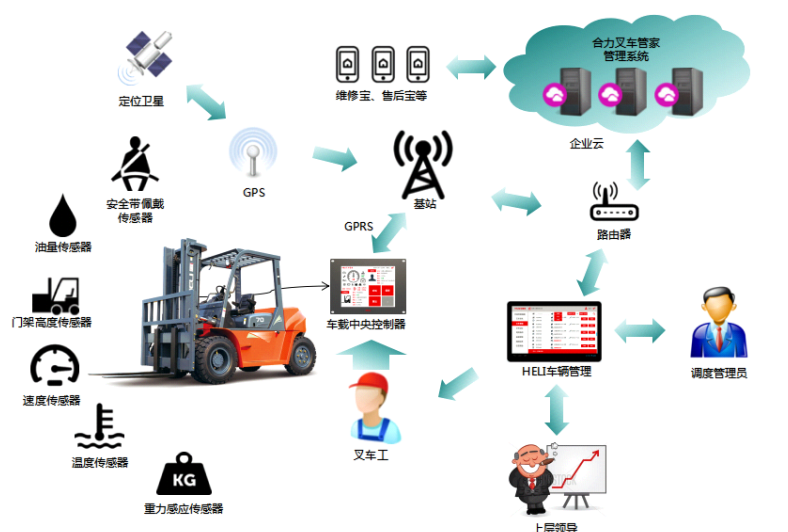 合力叉车管家
管理系统
定位卫星
维修宝、售后宝等
企业云
GPS
安全带佩戴
传感器
基站
路由器
油量传感器
GPRS
门架高度传感器
车载中央控制器
HELI车辆管理
调度管理员
速度传感器
叉车工
温度传感器
KG
重力感应传感器
上层领导